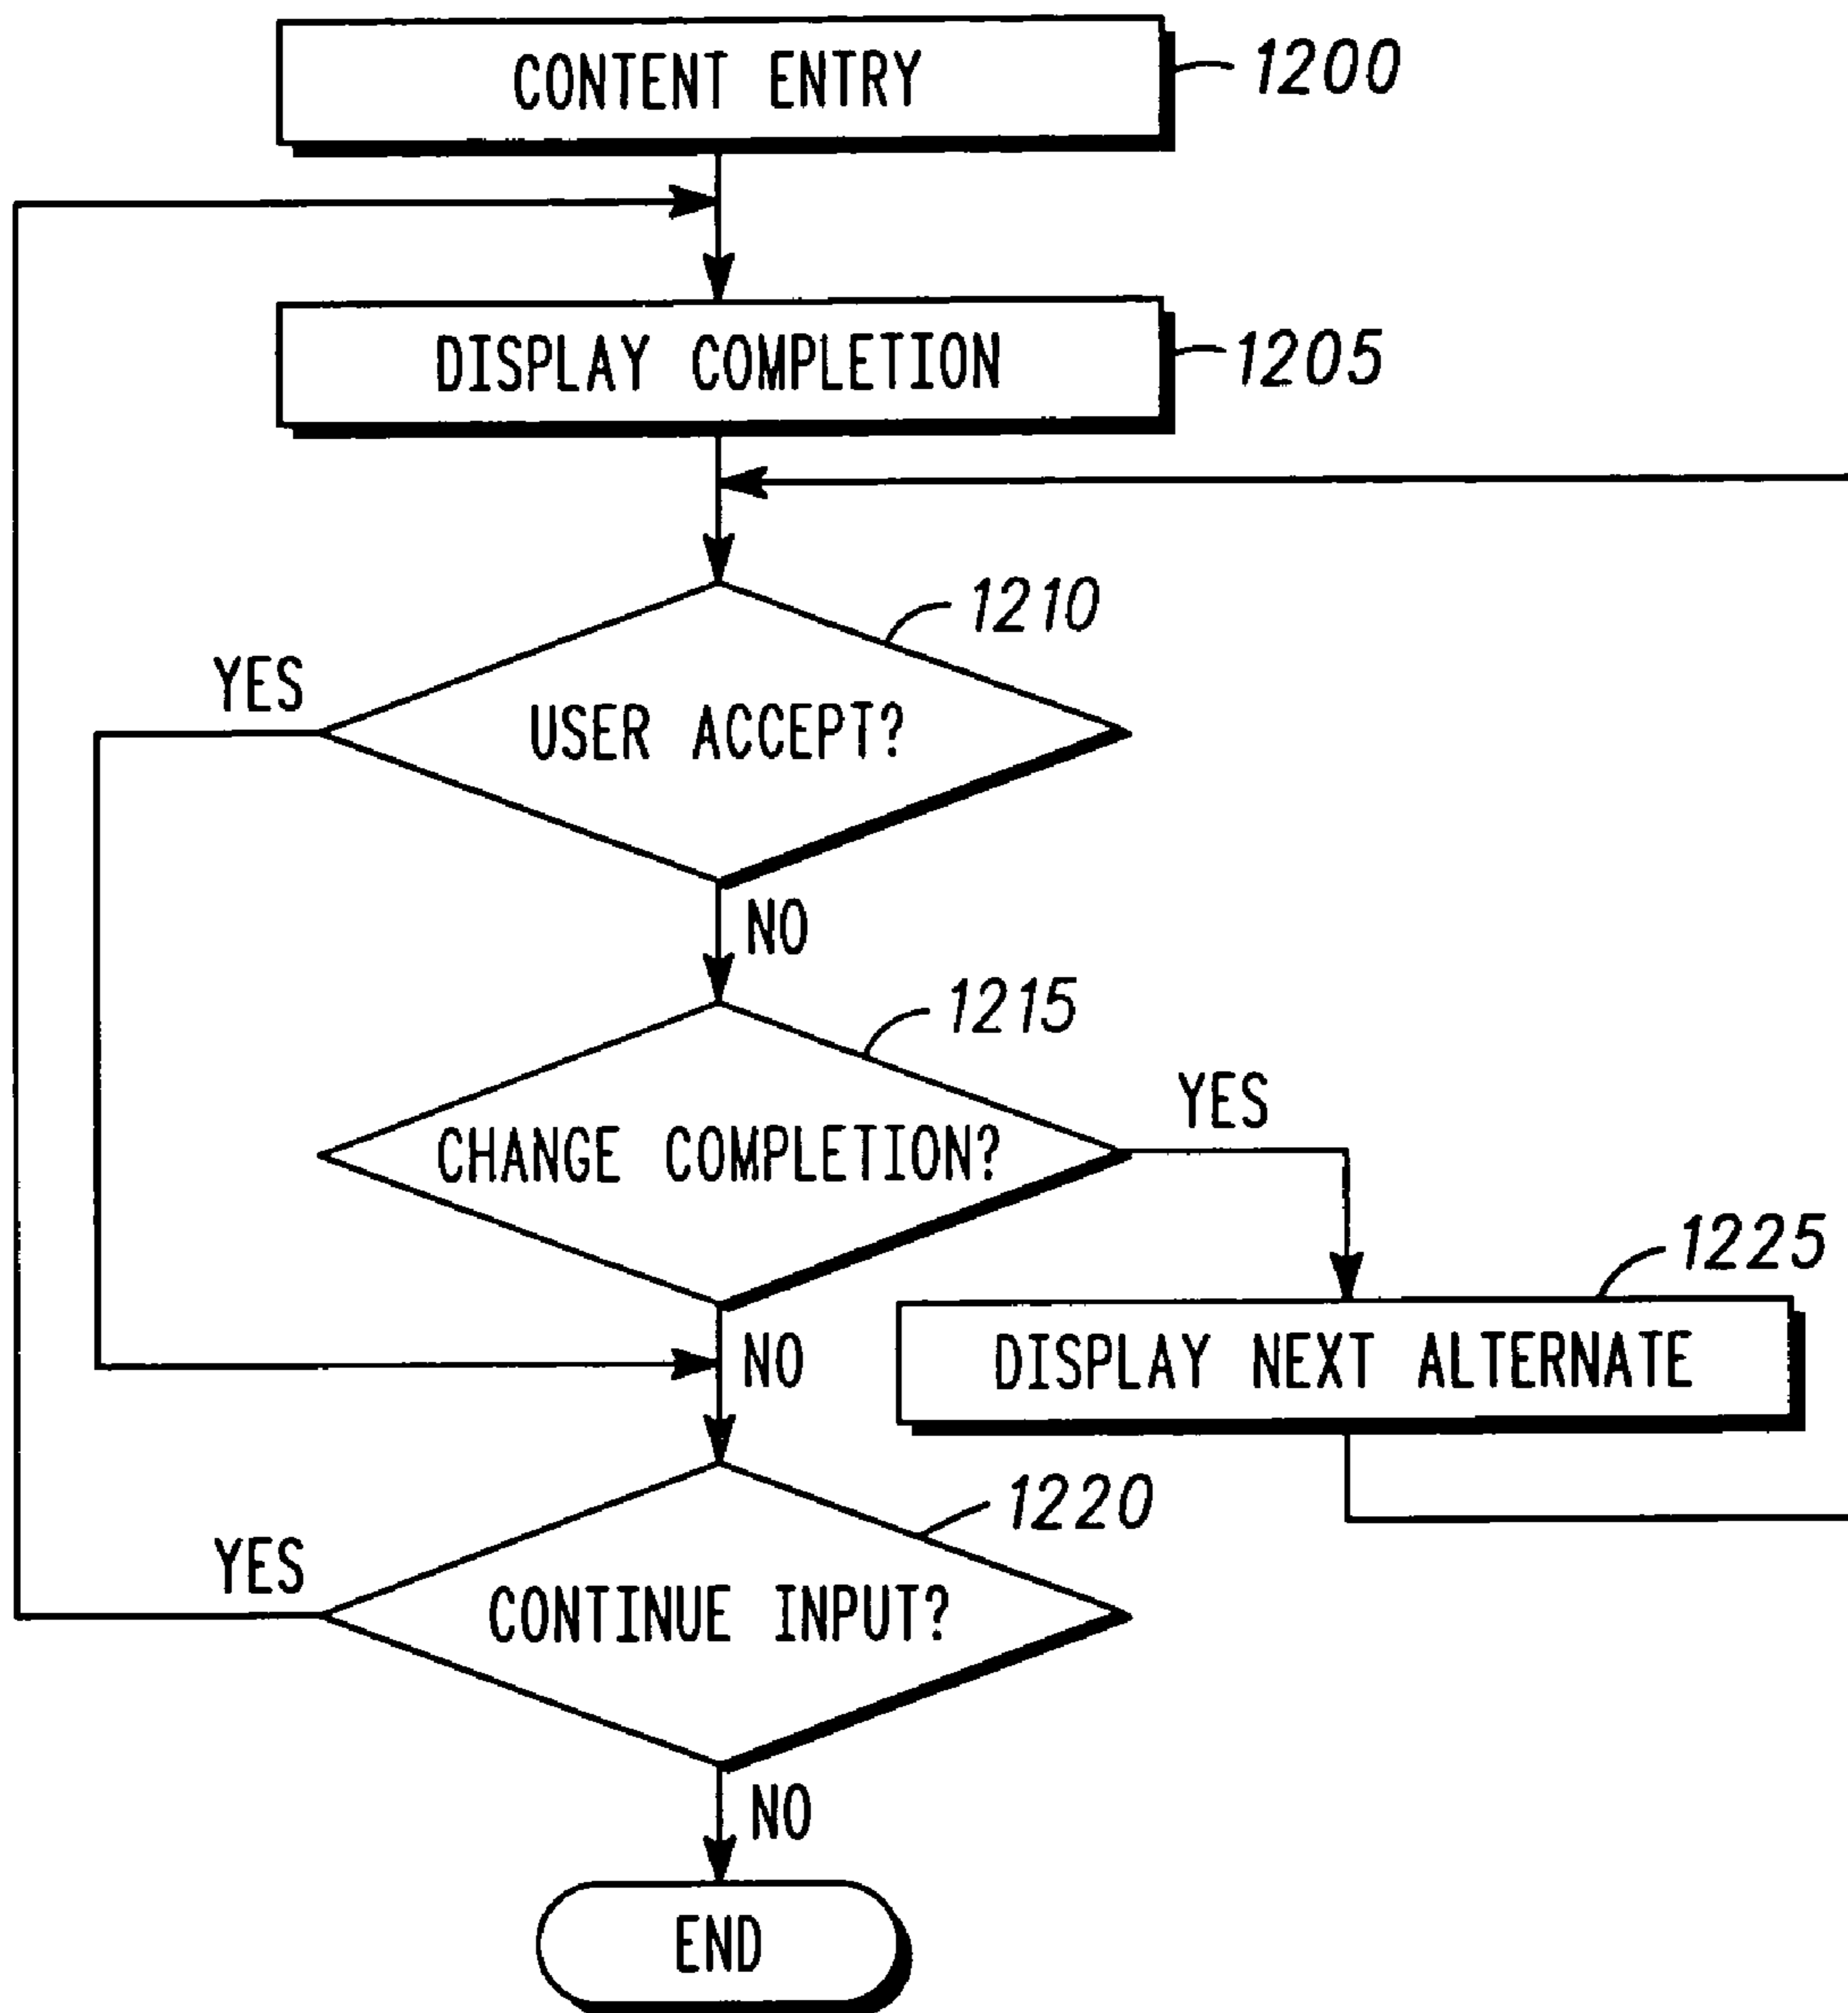 CONTENT ENTRY
1200
DISPLAY COMPLETION
1205
1210
YES
USER ACCEPT?
NO
1215
YES
CHANGE COMPLETION?
1225
NO
DISPLAY NEXT ALTERNATE
1220
YES
CONTINUE INPUT?
NO
END